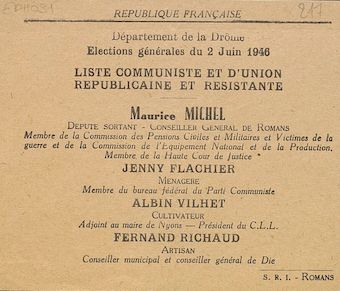 211
REPUBLIQUE FRANÇAISE
Département de la Drôme
Elections générales du 2 Juin 1946
LISTE COMMUNISTE ET D'UNION
REPUBLICAINE ET RESISTANTE
Maurice MICHEL
DEPUTE SORTANT - CONSEILLER GENERAL DE ROMANS
Membre de la Commission des Pensions Civiles et Militaires et Victimes de la
guerre et de la Commission de l'Equipement National et de la Production.
Membre de la Haute Cour de Justice
JENNY FLACHIER
MENAGERE
Membre du bureau fédéral du Parti Communiste
ALBIN VILHET
CULTIVATEUR
Adjoint au maire de Nyons — Président du C.L.L.
FERNAND RICHAUD
ARTISAN
Conseiller municipal et conseiller général de Die
S. R. I. - ROMANS